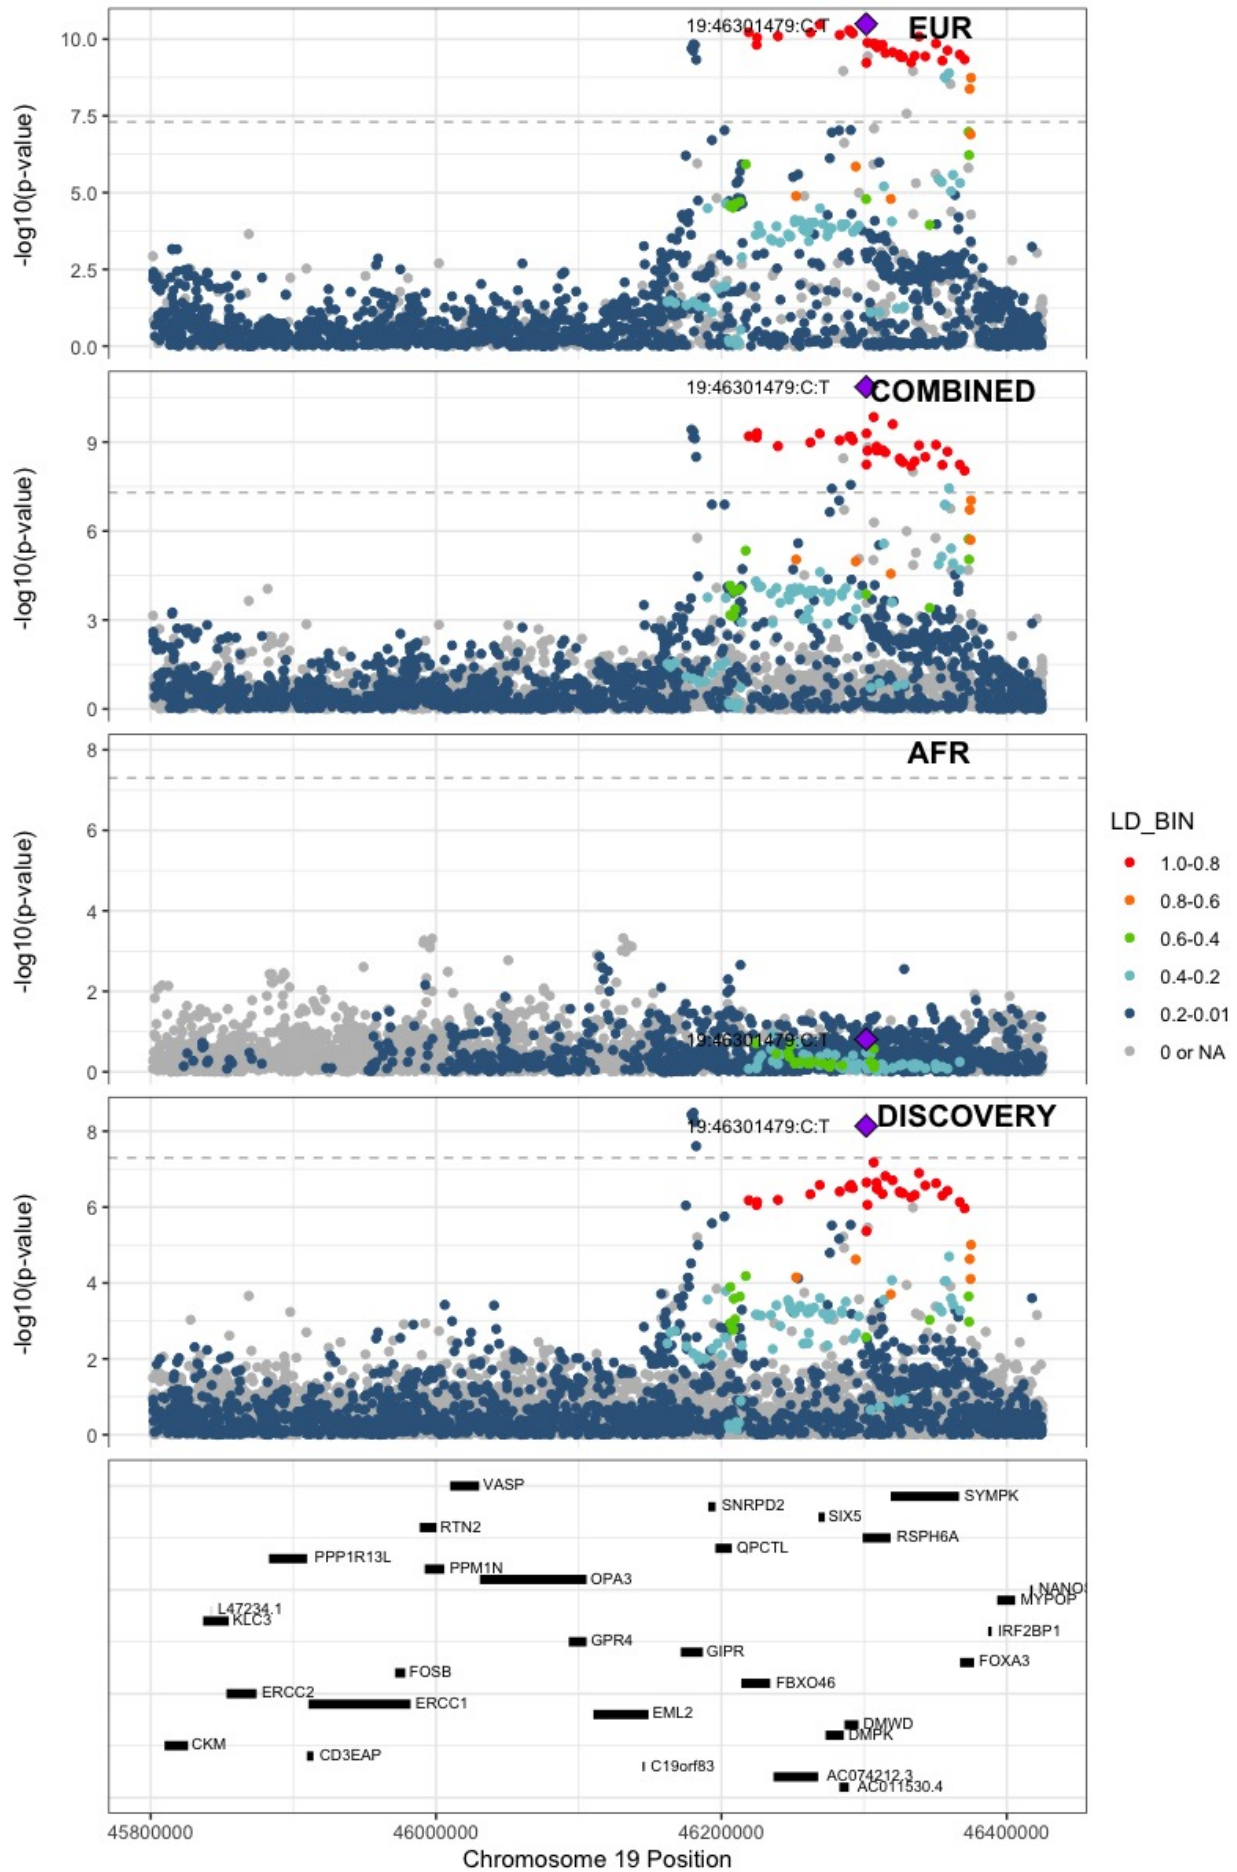 19:46301479:C:T EUR
10.0
7.5
5.0
2.5
0.0
-log10(p-value)
19:46301479:C:T COMBINED
9
6
3
0
-log10(p-value)
AFR
8
6
4
2
0
-log10(p-value)
19:46301479:C:T
LD_BIN
1.0-0.8
0.8-0.6
0.6-0.4
0.4-0.2
0.2-0.01
0 or NA
19:46301479:C:T DISCOVERY
8
6
4
2
0
-log10(p-value)
VASP
SYMPK
SNRPD2
SIX5
RTN2
RSPH6A
QPCTL
PPP1R13L
PPM1N
OPA3
NANOS
MYPOP
L47234.1
KLC3
IRF2BP1
GPR4
GIPR
FOXA3
FOSB
FBXO46
ERCC2
ERCC1
EML2
DMWD
DMPK
CKM
CD3EAP
C19orf83
AC074212.3
AC011530.4
45800000 46000000 46200000 46400000
Chromosome 19 Position